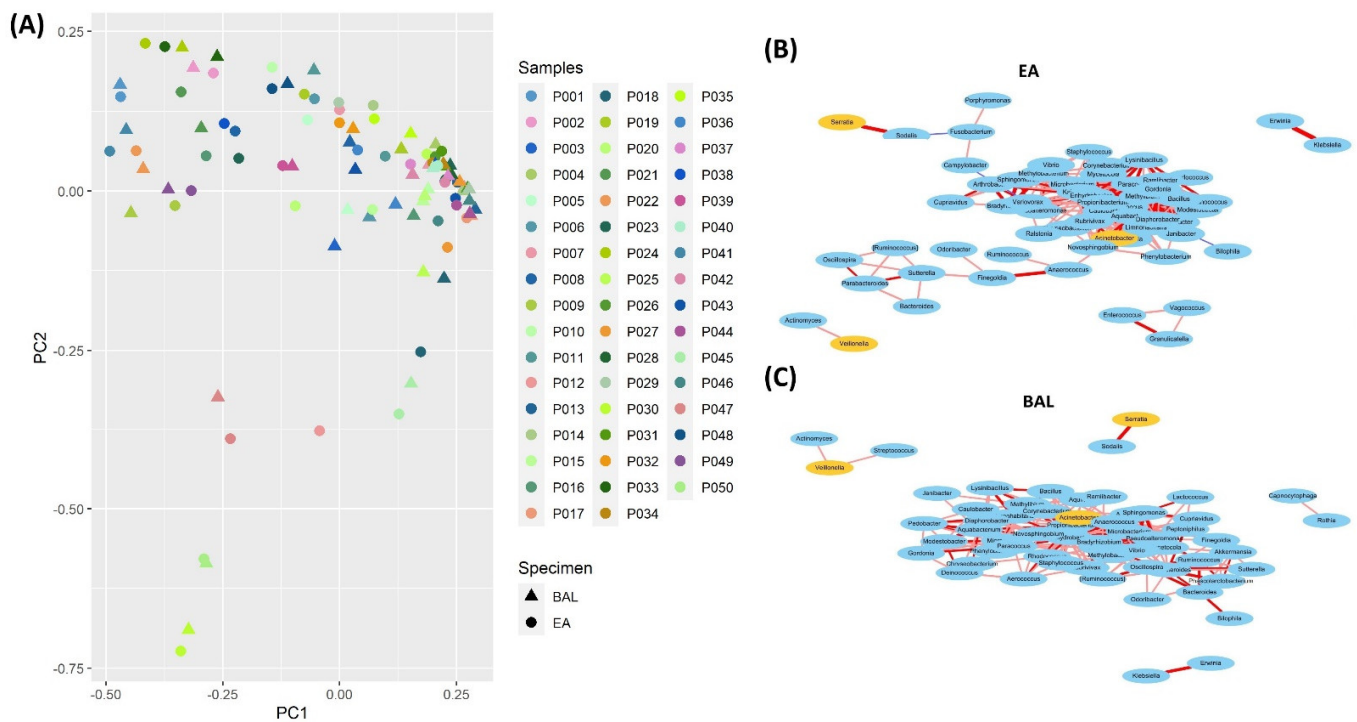 (A)
0.25
0.00
-0.25
-0.50
-0.75
PC2
-0.50
-0.25
0.00
0.25
PC1
Samples
P001 P018 P035
P002 P019 P036
P003 P020 P037
P004 P021 P038
P005 P022 P039
P006 P023 P040
P007 P024 P041
P008 P025 P042
P009 P026 P043
P010 P027 P044
P011 P028 P045
P012 P029 P046
P013 P030 P047
P014 P031 P048
P015 P032 P049
P016 P033 P050
P017 P034
Specimen
BAL
EA
(B)
EA
Porphyromonas
Serratia
Sodalis
Fusobacterium
Campylobacter
Erwinia
Klebsiella
Staphylococcus
Vibrio
Corynebacterium
Lysinibacillus
Cupriavidus
Variovorax
Ralstonia
Propionibacterium
Rubrivivax
Gordonia
Bacillus
Diaphorobacter
Acinetobacter
Novosphingobium
Janibacter
Phenylobacterium
Bilophila
[Ruminococcus]
Oscillospira
Parabacteroides
Sutterella
Bacteroides
Odoribacter
Ruminococcus
Finegoldia
Anaerococcus
Actinomyces
Veillonella
Enterococcus
Vagococcus
Granulicatella
(C)
BAL
Serratia
Sodalis
Actinomyces
Streptococcus
Veillonella
Capnocytophaga
Rothia
Janibacter
Lysinibacillus
Bacillus
Ramlibacter
Lactococcus
Caulobacter
Corynebacterium
Acinetobacter
Sphingomonas
Cupriavidus
Pedobacter
Diaphorobacter
Aquabacterium
Anaerococcus
Peptoniphilus
Modestobacter
Novosphingobium
Microbacterium
Finegoldia
Gordonia
Paracoccus
Bradyrhizobium
Vibrio
Akkermansia
Chryseobacterium
Staphylococcus
Oscillospira
Ruminococcus
Sutterella
Deinococcus
Aerococcus
[Ruminococcus]
Phascolarctobacterium
Bacteroides
Odoribacter
Bilophila
Klebsiella
Erwinia